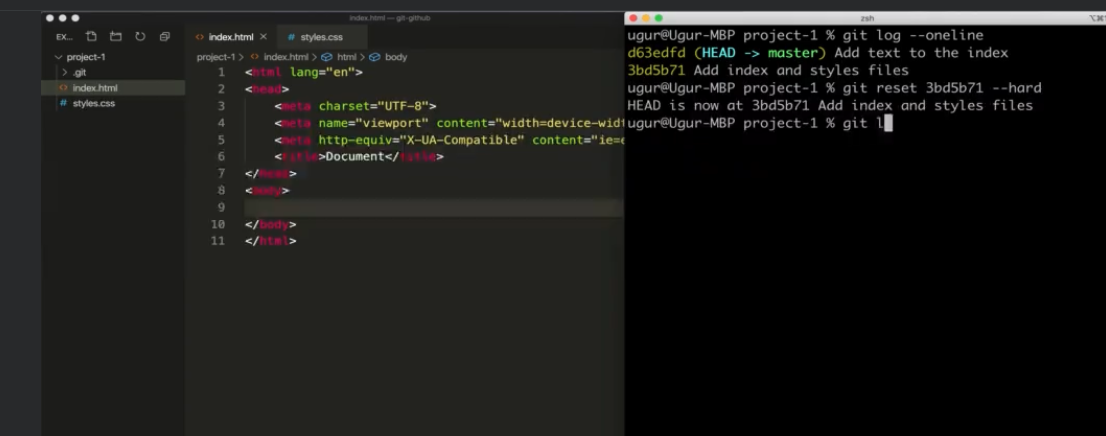 index.html — git-github
EX...
index.html ×
# styles.css
project-1
.git
index.html
# styles.css
project-1 > index.html > html > body
1 <html lang="en">
2 <head>
3 <meta charset="UTF-8">
4 <meta name="viewport" content="width=device-widt
5 <meta http-equiv="X-UA-Compatible" content="ie=e
6 <title>Document</title>
7 </head>
8 <body>
9
10 </body>
11 </html>
zsh
ugur@Ugur-MBP project-1 % git log --oneline
d63edfd (HEAD -> master) Add text to the index
3bd5b71 Add index and styles files
ugur@Ugur-MBP project-1 % git reset 3bd5b71 --hard
HEAD is now at 3bd5b71 Add index and styles files
ugur@Ugur-MBP project-1 % git l